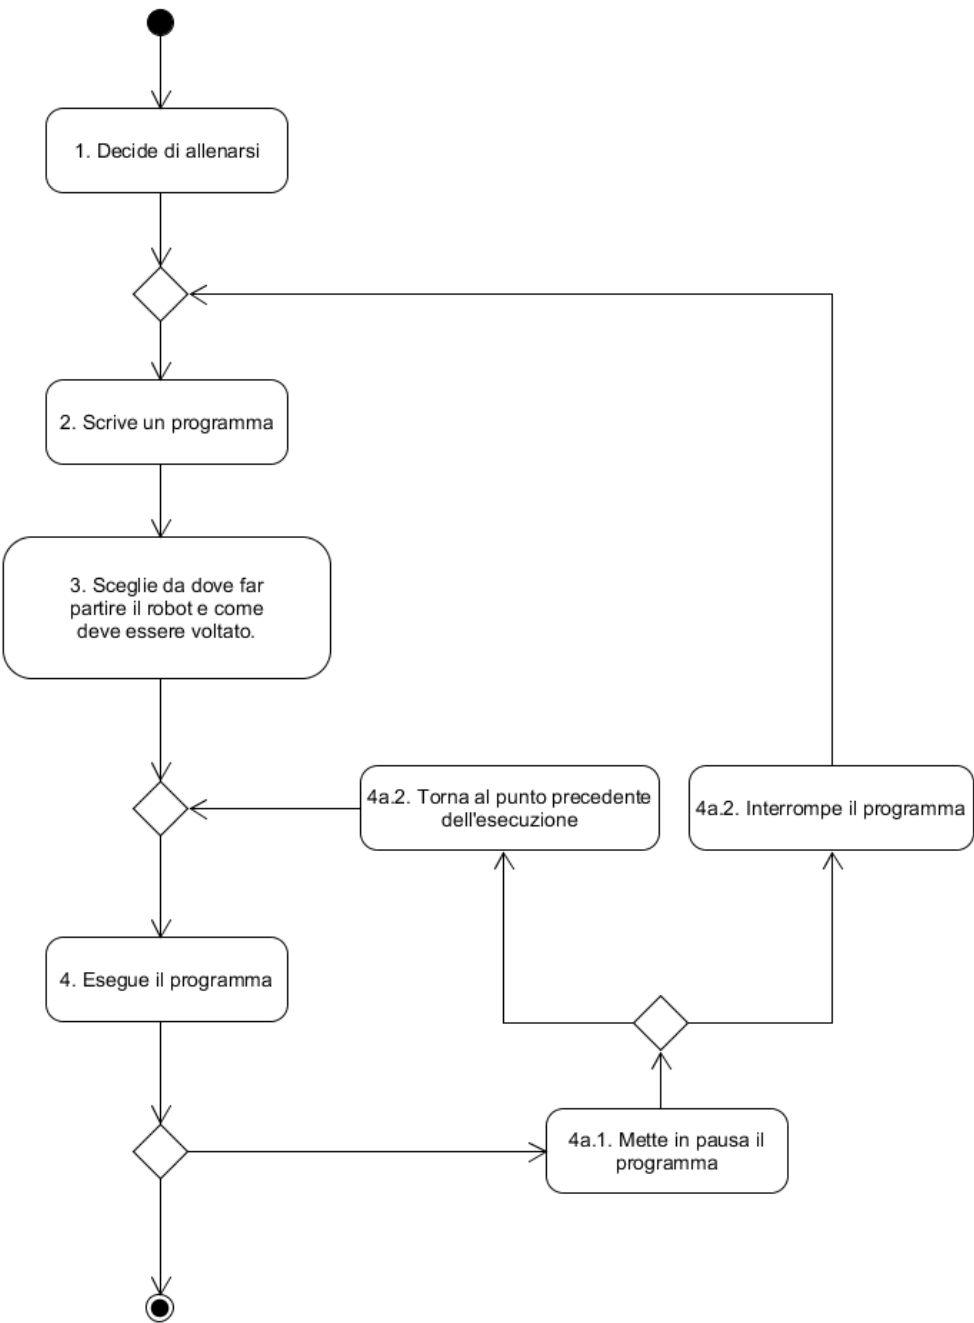 1. Decide di allenarsi
2. Scrive un programma
3. Sceglie da dove far
partire il robot e come
deve essere voltato.
4a.2. Torna al punto precedente
dell'esecuzione
4a.2. Interrompe il programma
4. Esegue il programma
4a.1. Mette in pausa il
programma